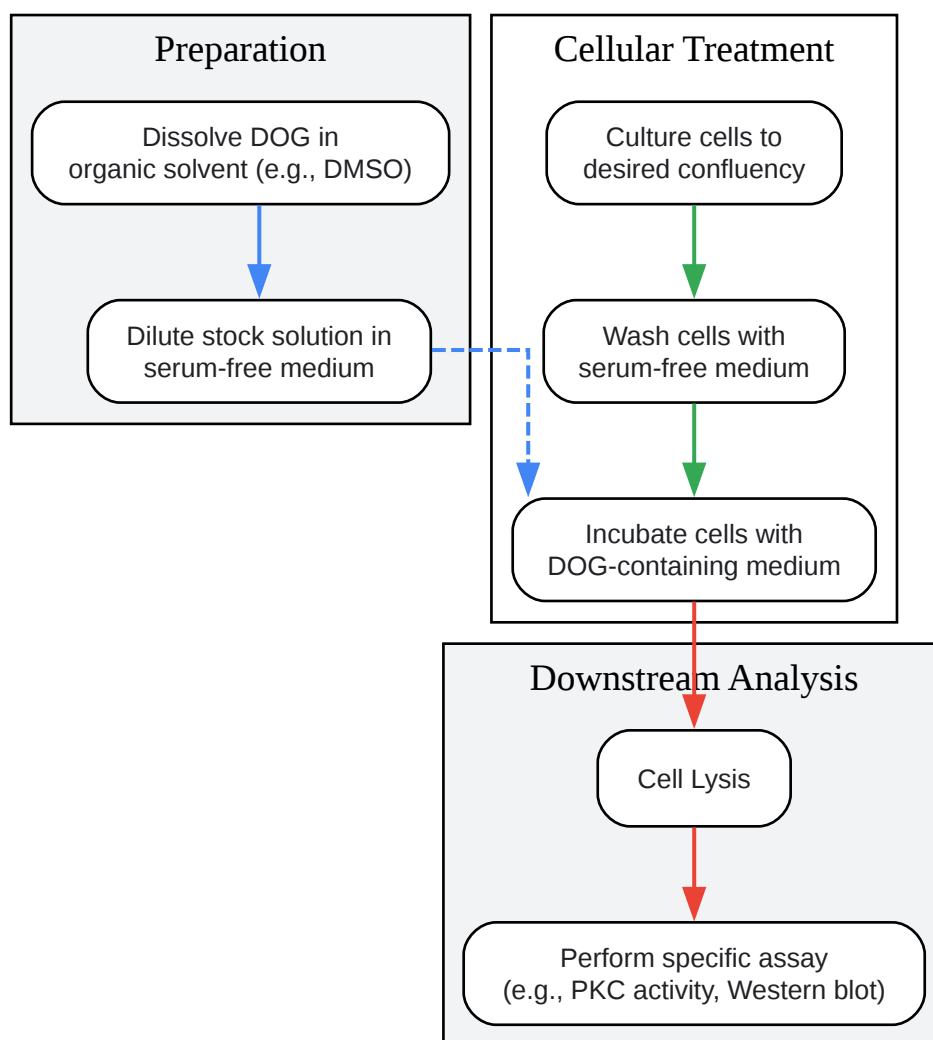 Preparation
Dissolve DOG in
organic solvent (e.g., DMSO)
Dilute stock solution in
serum-free medium
Cellular Treatment
Culture cells to
desired confluency
Wash cells with
serum-free medium
Incubate cells with
DOG-containing medium
Downstream Analysis
Cell Lysis
Perform specific assay
(e.g., PKC activity, Western blot)